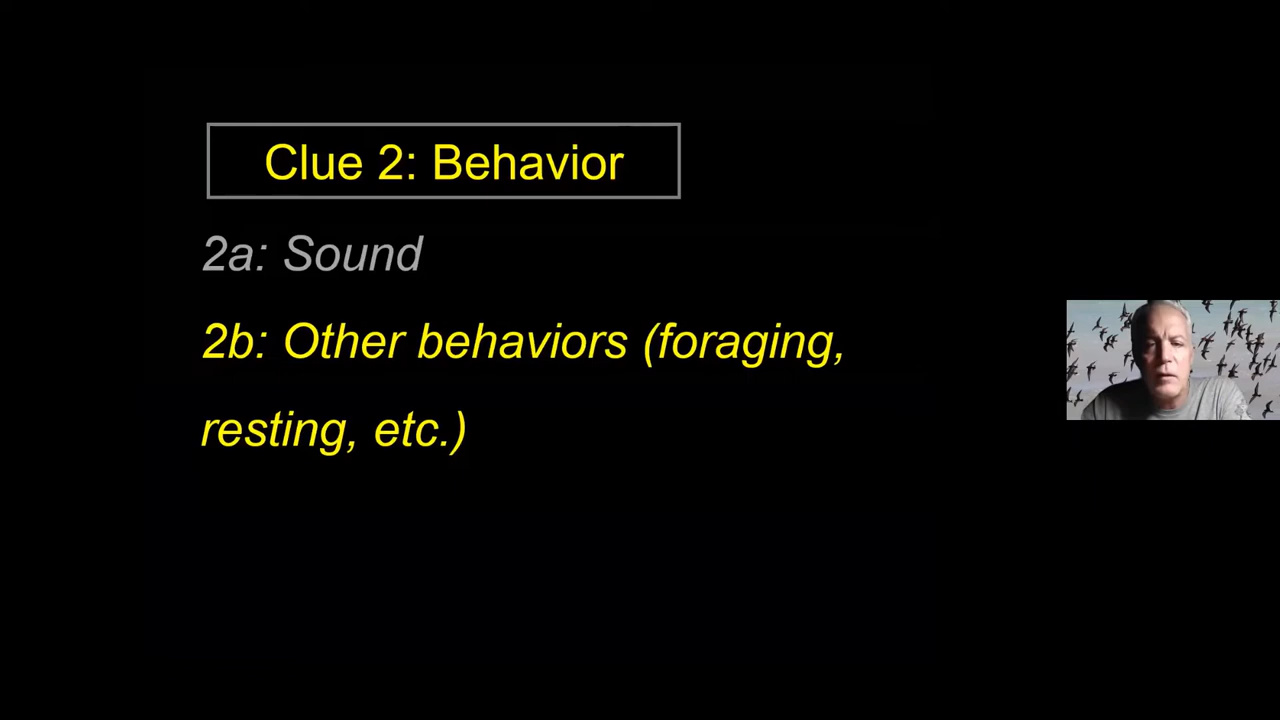 Clue 2: Behavior
2a: Sound
2b: Other behaviors (foraging,
resting, etc.)